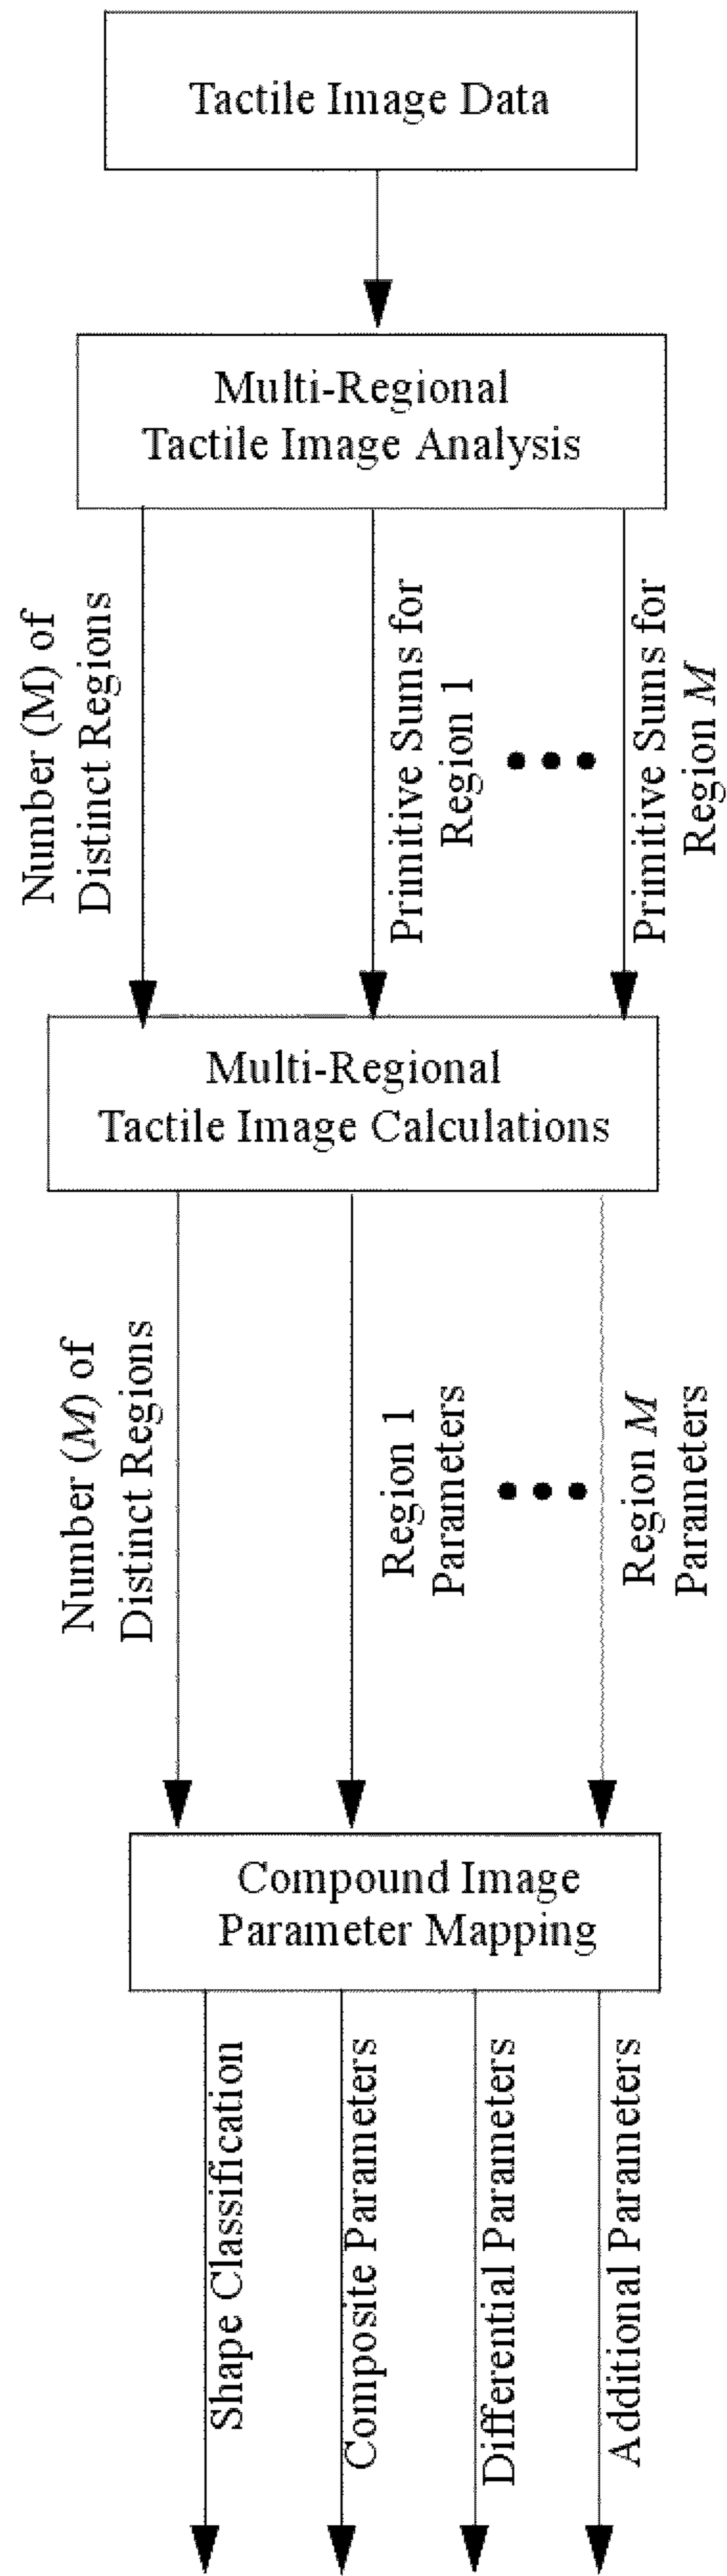 Tactile Image Data
Multi-Regional
Tactile Image Analysis
Number (M) of
Distinct Regions
Primitive Sums for
Region 1
Primitive Sums for
Region M
Multi-Regional
Tactile Image Calculations
Number (M) of
Distinct Regions
Region 1
Parameters
Region M
Parameters
Compound Image
Parameter Mapping
Shape Classification
Composite Parameters
Differential Parameters
Additional Parameters